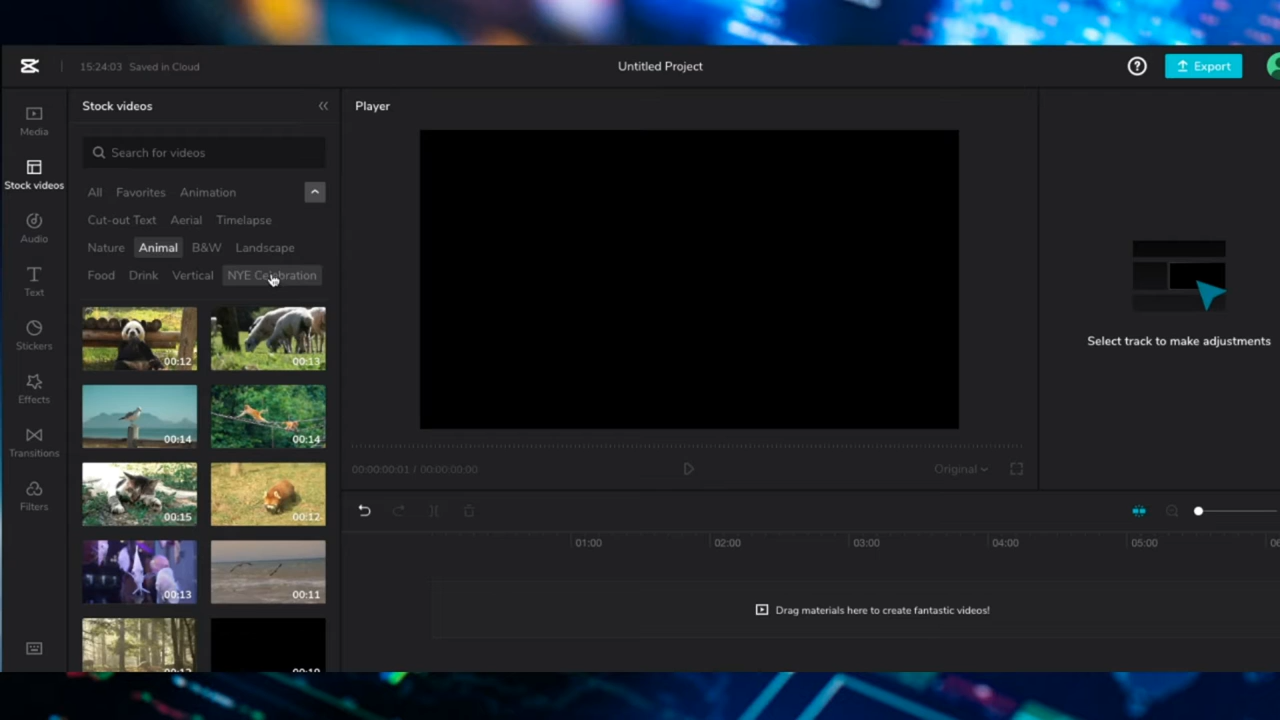 15:24:03 Saved in Cloud
Untitled Project
Export
Media
Stock videos
Audio
Text
Stickers
Effects
Transitions
Filters
Stock videos
Search for videos
All Favorites Animation
Cut-out Text Aerial Timelapse
Nature Animal B&W Landscape
Food Drink Vertical NYE Celebration
00:12 00:13
00:14 00:14
00:15 00:12
00:13 00:11
Player
00:00:00:01 / 00:00:00:00
Original
Select track to make adjustments
01:00 02:00 03:00 04:00 05:00
Drag materials here to create fantastic videos!